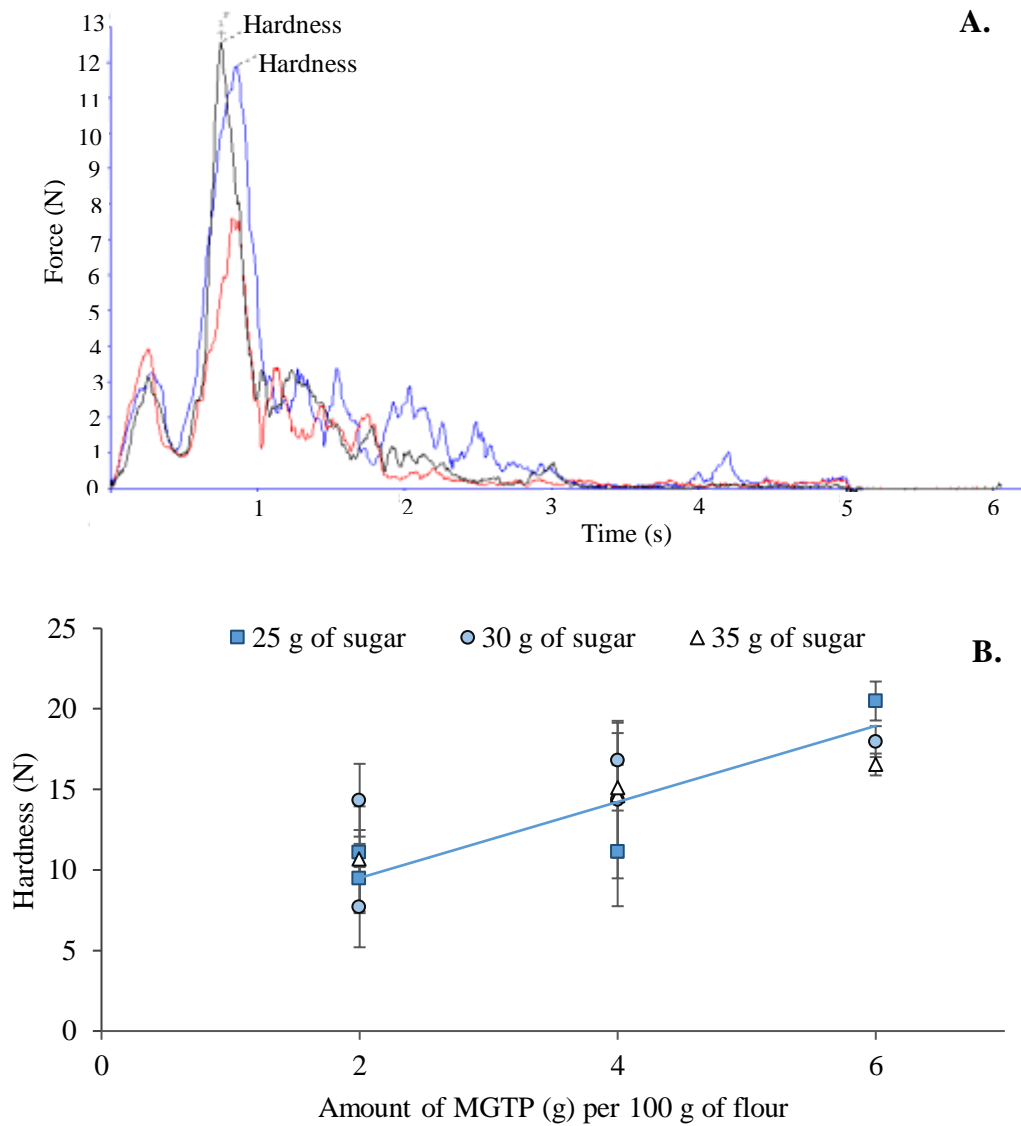 A.
Hardness
Hardness
Force (N)
13
12
11
10
9
8
7
6
5
4
3
2
1
0
1 2 3 4 5 6
Time (s)
B.
25 g of sugar 30 g of sugar 35 g of sugar
Hardness (N)
25
20
15
10
5
0
0 2 4 6
Amount of MGTP (g) per 100 g of flour